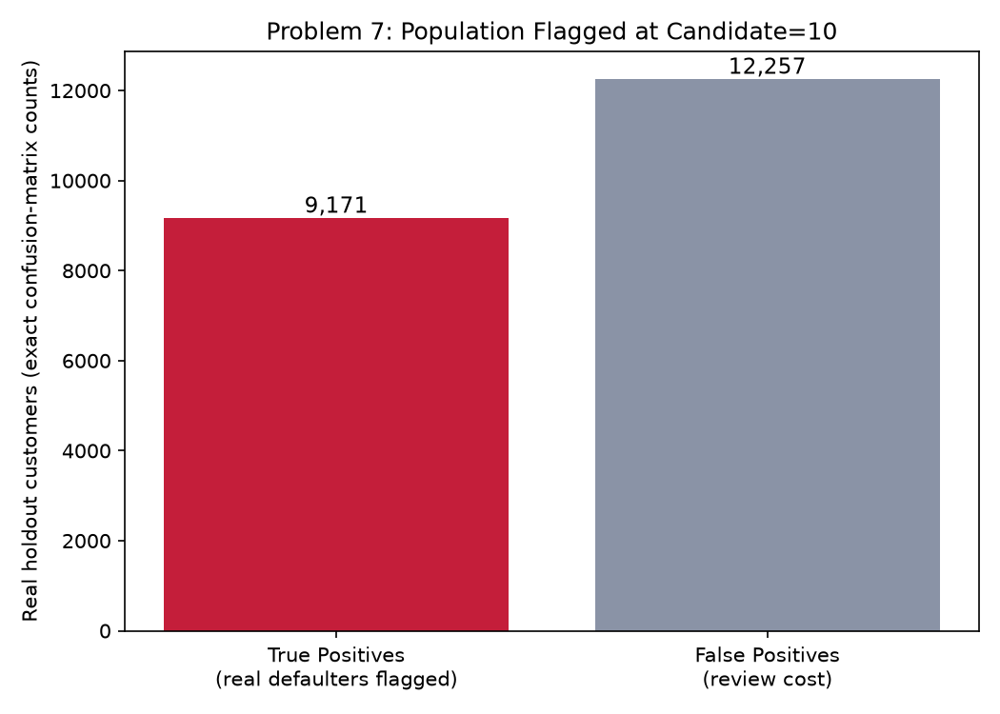 Problem 7: Population Flagged at Candidate=10
Real holdout customers (exact confusion-matrix counts)
12000
10000
8000
6000
4000
2000
0
9,171
12,257
True Positives
(real defaulters flagged)
False Positives
(review cost)